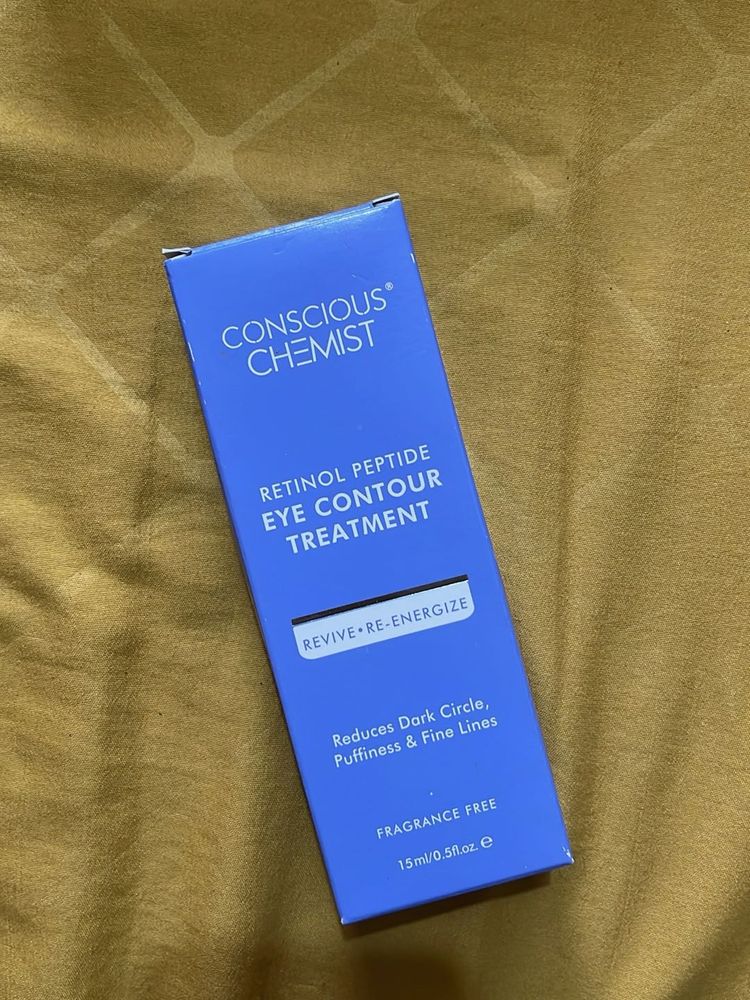 CONSCIOUS®
CHEMIST
RETINOL PEPTIDE
EYE CONTOUR
TREATMENT
REVIVE • RE-ENERGIZE
Reduces Dark Circle,
Puffiness & Fine Lines
FRAGRANCE FREE
15ml/0.5fl.oz. ℮